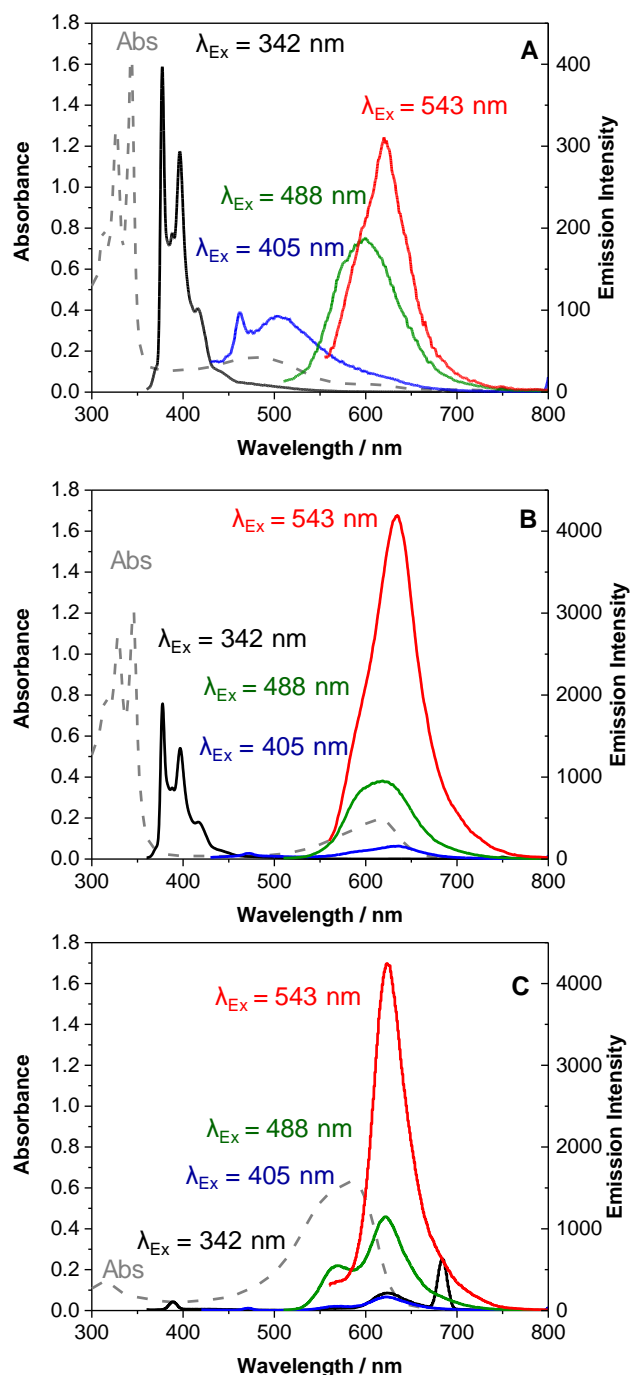 A
Abs
λEx = 342 nm
λEx = 543 nm
λEx = 488 nm
λEx = 405 nm
Absorbance
Emission Intensity
1.8
1.6
1.4
1.2
1.0
0.8
0.6
0.4
0.2
0.0
400
300
200
100
0
300 400 500 600 700 800
Wavelength / nm
B
λEx = 543 nm
Abs
λEx = 342 nm
λEx = 488 nm
λEx = 405 nm
Absorbance
Emission Intensity
1.8
1.6
1.4
1.2
1.0
0.8
0.6
0.4
0.2
0.0
4000
3000
2000
1000
0
300 400 500 600 700 800
Wavelength / nm
C
λEx = 543 nm
λEx = 488 nm
λEx = 405 nm
λEx = 342 nm
Abs
Absorbance
Emission Intensity
1.8
1.6
1.4
1.2
1.0
0.8
0.6
0.4
0.2
0.0
4000
3000
2000
1000
0
300 400 500 600 700 800
Wavelength / nm